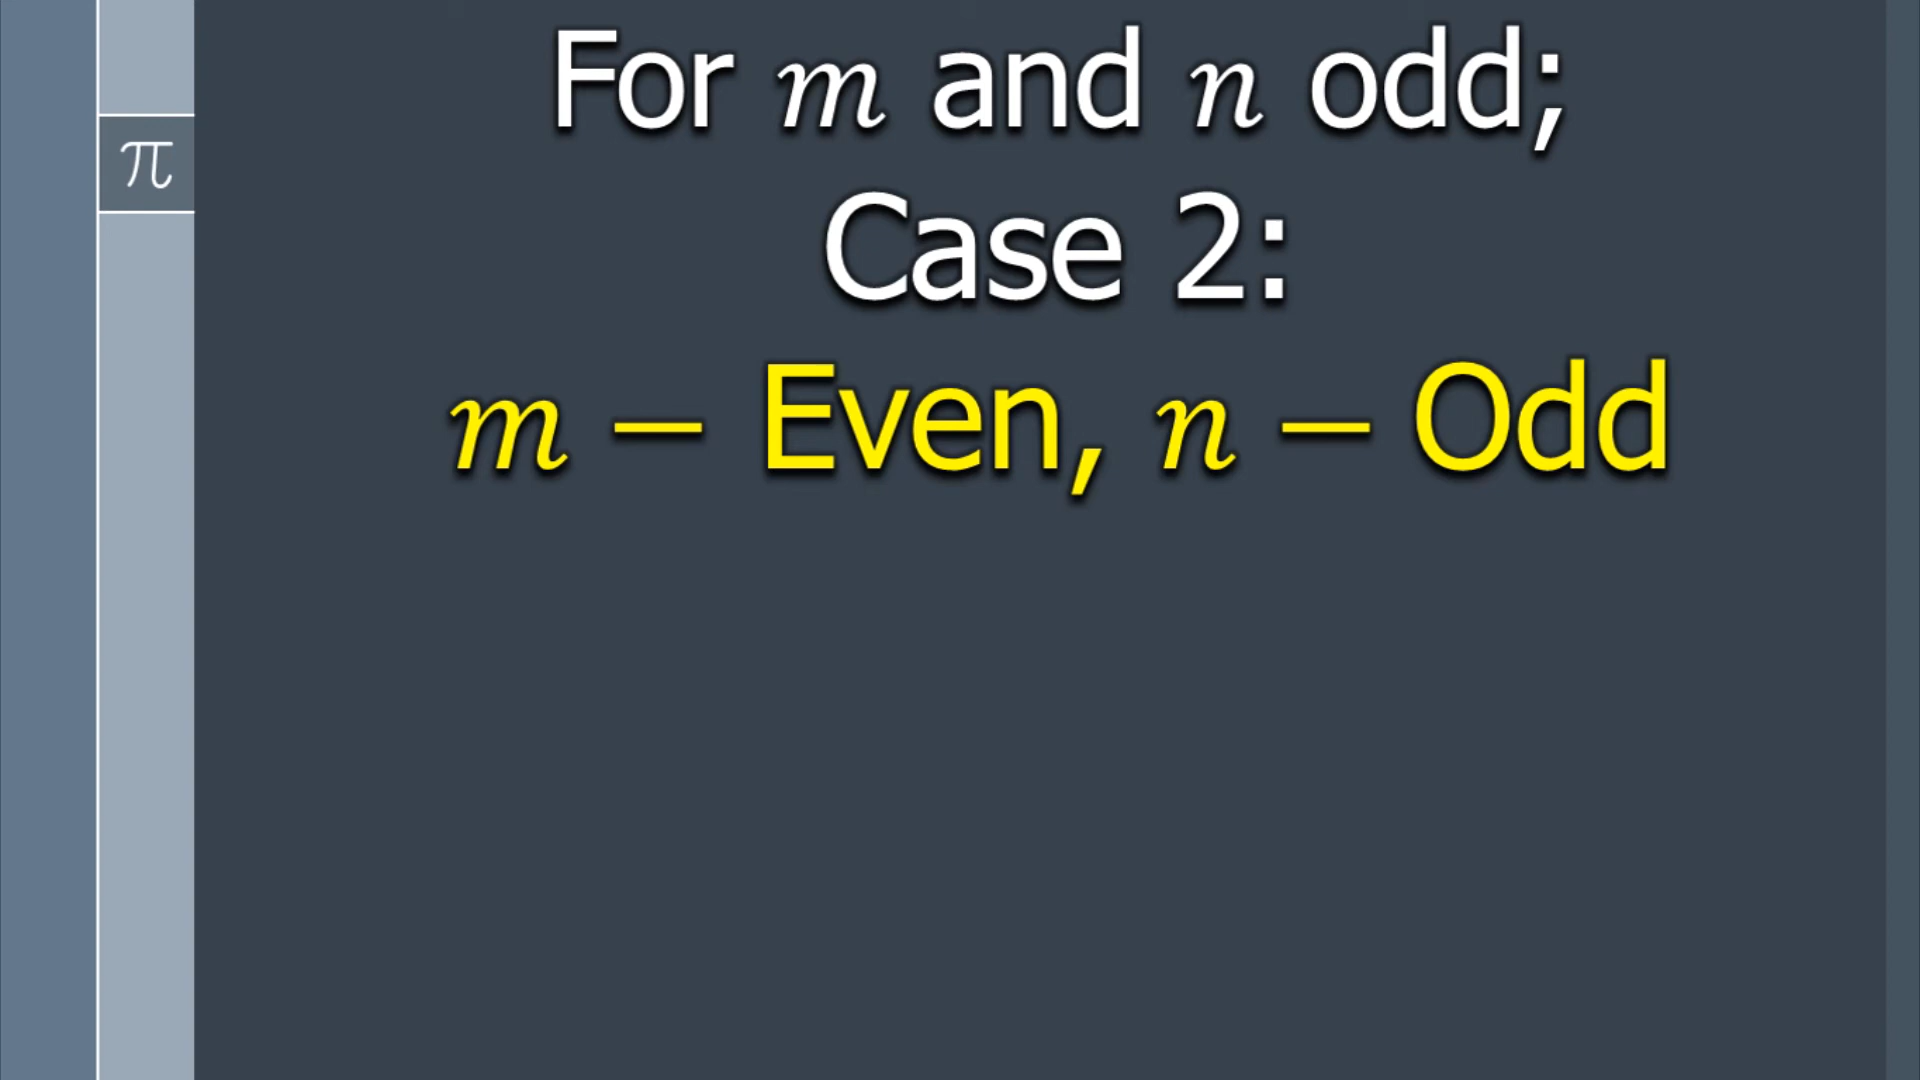 For m and n odd;
π
Case 2:
m – Even, n – Odd